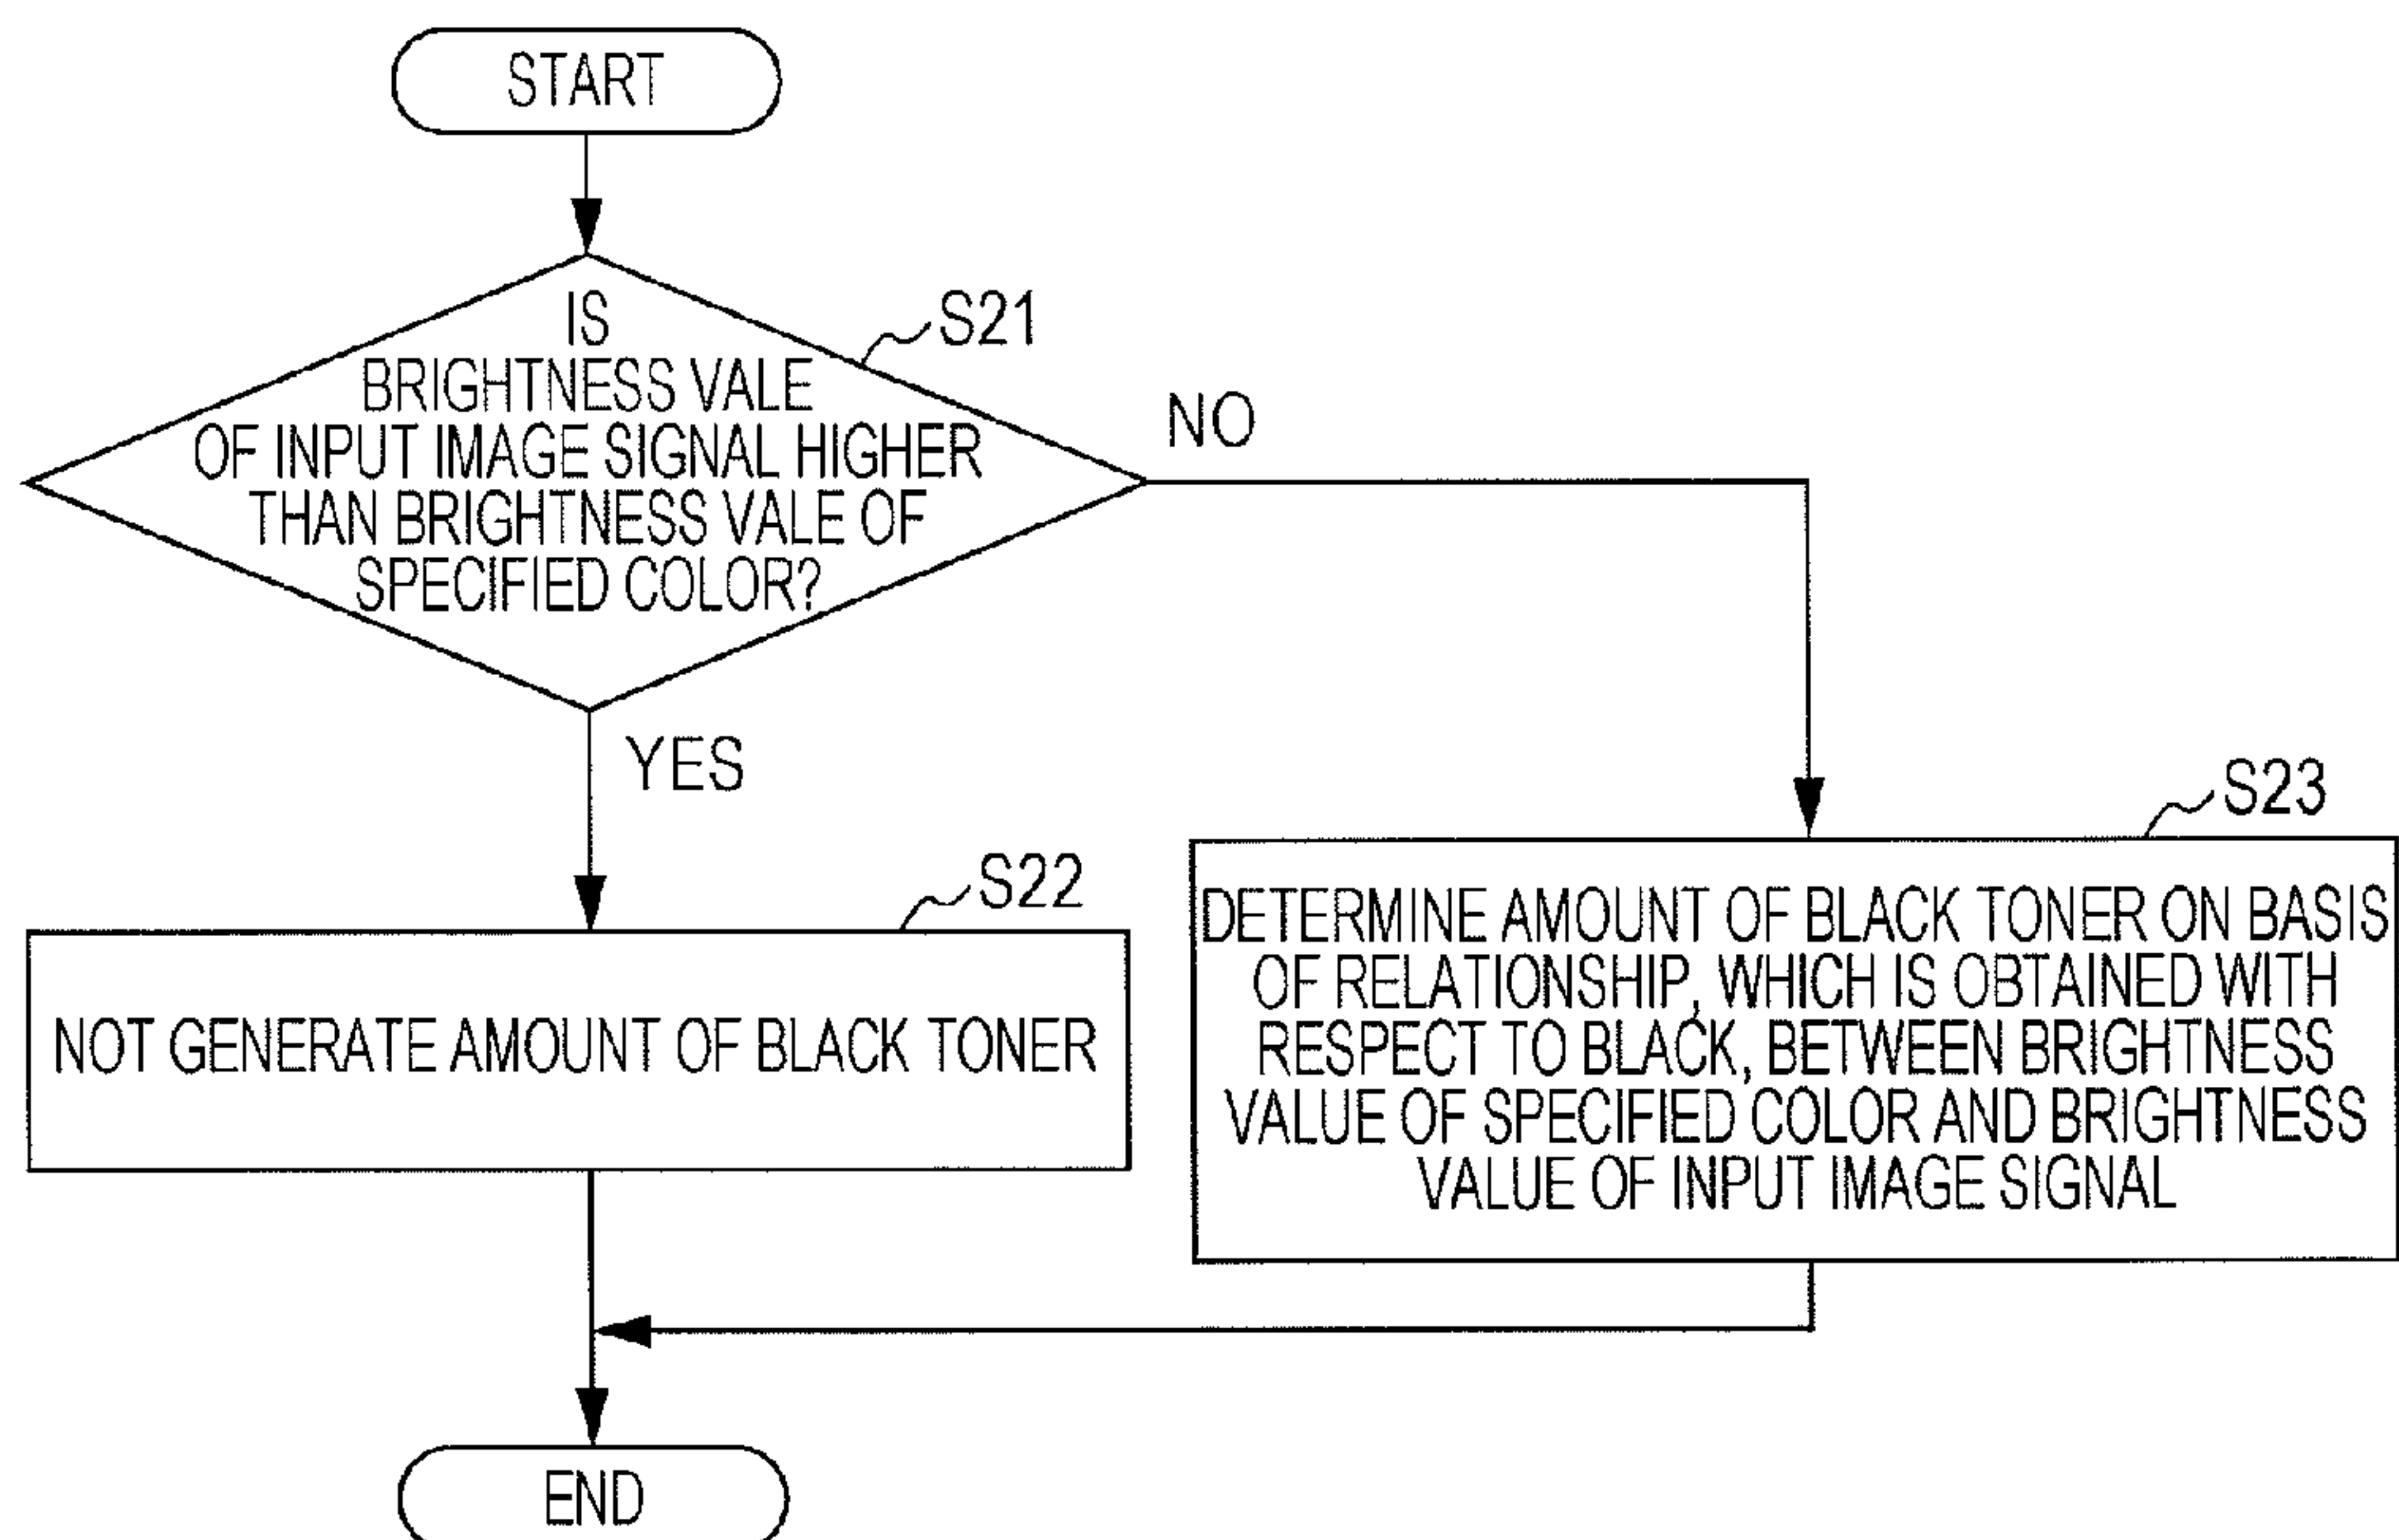 START
IS
BRIGHTNESS VALE
OF INPUT IMAGE SIGNAL HIGHER
THAN BRIGHTNESS VALE OF
SPECIFIED COLOR?
S21
NO
YES
S22
NOT GENERATE AMOUNT OF BLACK TONER
S23
DETERMINE AMOUNT OF BLACK TONER ON BASIS
OF RELATIONSHIP, WHICH IS OBTAINED WITH
RESPECT TO BLACK, BETWEEN BRIGHTNESS
VALUE OF SPECIFIED COLOR AND BRIGHTNESS
VALUE OF INPUT IMAGE SIGNAL
END